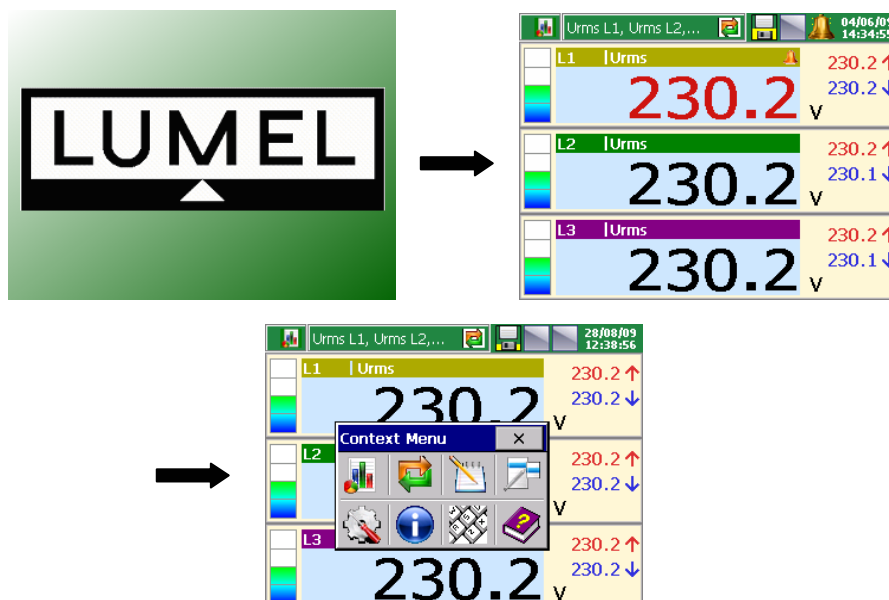 LUMEL
Urms L1, Urms L2,...
04/06/09
14:34:55
L1 |Urms
230.2
V
230.2
230.2
L2 |Urms
230.2
V
230.2
230.1
L3 |Urms
230.2
V
230.2
230.1
Urms L1, Urms L2,...
28/08/09
12:38:56
L1 |Urms
230.2
V
230.2
230.2
Context Menu
L2
V
230.2
230.2
L3
230.2
V
230.2
230.2